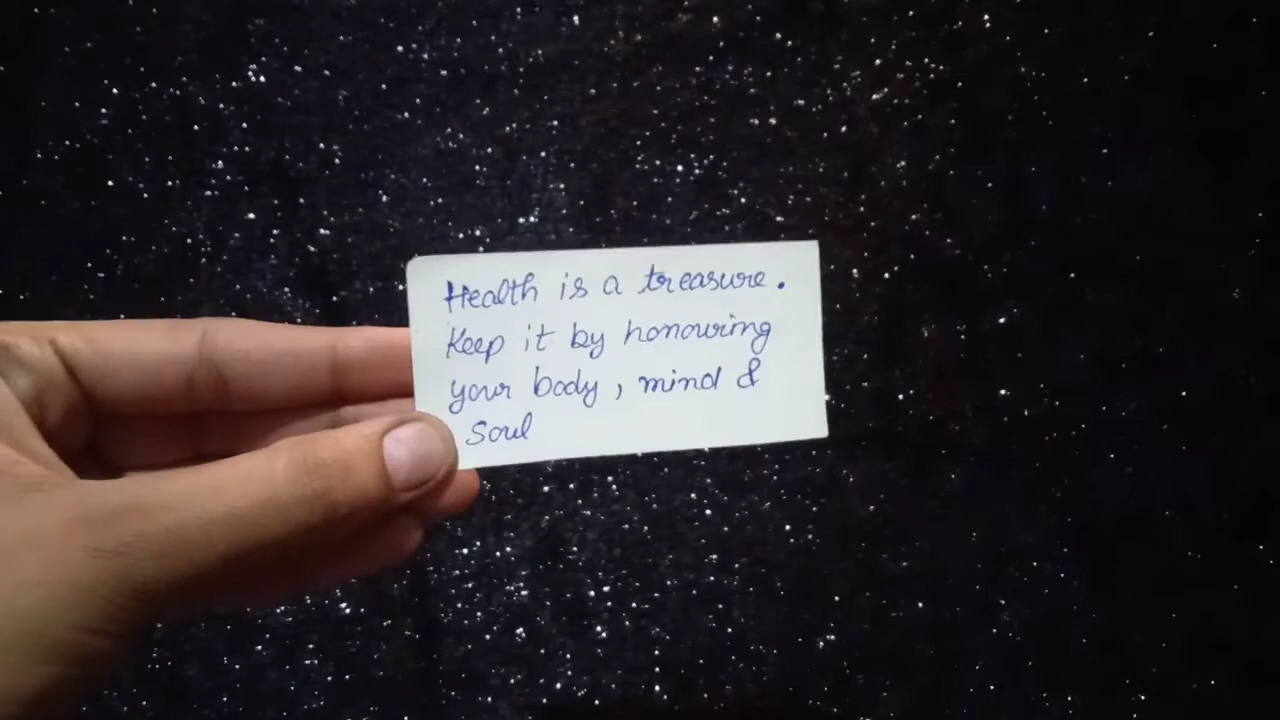 Health is a treasure.
Keep it by honouring
your body, mind &
Soul